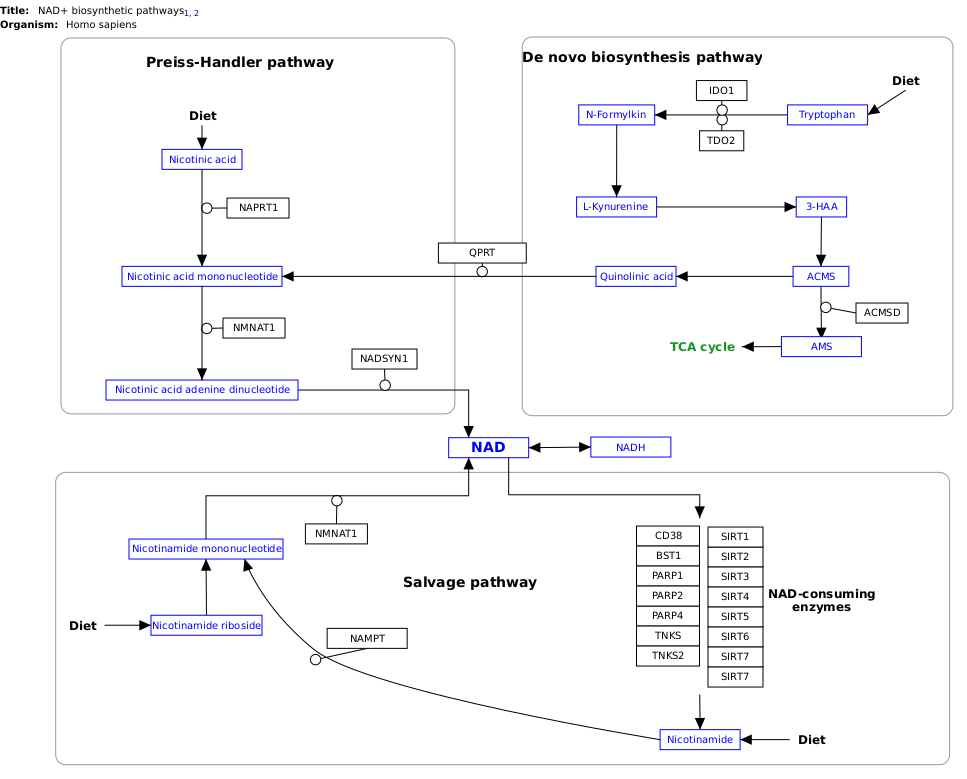 Title: NAD+ biosynthetic pathways1, 2
Organism: Homo sapiens
Preiss-Handler pathway
Diet
Nicotinic acid
NAPRT1
Nicotinic acid mononucleotide
NMNAT1
NADSYN1
Nicotinic acid adenine dinucleotide
QPRT
De novo biosynthesis pathway
Diet
IDO1
N-Formylkin
Tryptophan
TDO2
L-Kynurenine
3-HAA
Quinolinic acid
ACMS
ACMSD
TCA cycle
AMS
NAD
NADH
NMNAT1
Nicotinamide mononucleotide
Salvage pathway
Diet
Nicotinamide riboside
NAMPT
CD38
BST1
PARP1
PARP2
PARP4
TNKS
TNKS2
SIRT1
SIRT2
SIRT3
SIRT4
SIRT5
SIRT6
SIRT7
SIRT7
NAD-consuming
enzymes
Nicotinamide
Diet